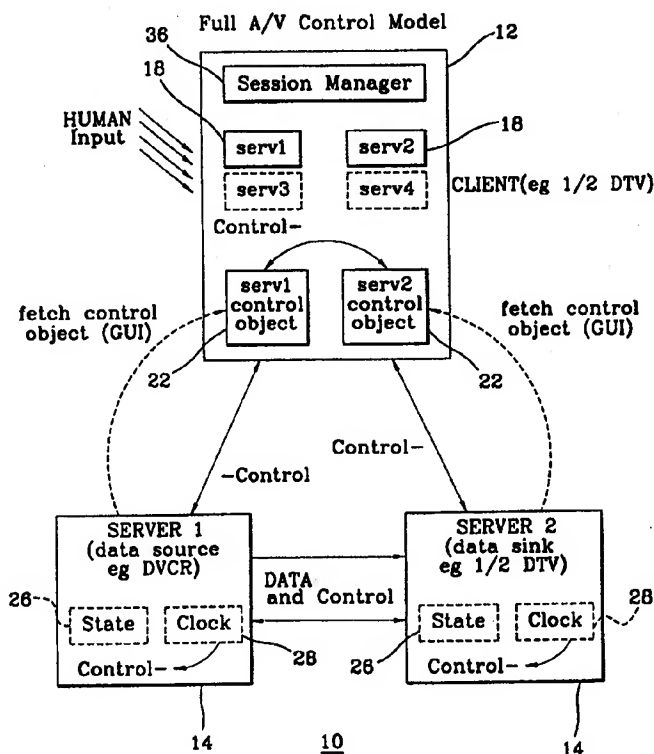 Full A/V Control Model
36
12
Session Manager
18
18
HUMAN
Input
serv1
serv2
serv3
serv4
CLIENT(eg 1/2 DTV)
Control-
serv1
control
object
serv2
control
object
fetch control
object (GUI)
fetch control
object (GUI)
22
22
-Control
Control-
SERVER 1
(data source
eg DVCR)
SERVER 2
(data sink
eg 1/2 DTV)
DATA
and Control
26
State
Clock
28
26
State
Clock
28
Control-
Control-
14
10
14